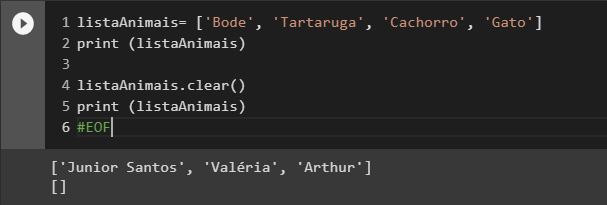 1 listaAnimais= ['Bode', 'Tartaruga', 'Cachorro', 'Gato']
2 print (listaAnimais)
3
4 listaAnimais.clear()
5 print (listaAnimais)
6 #EOF
['Junior Santos', 'Valéria', 'Arthur']
[]